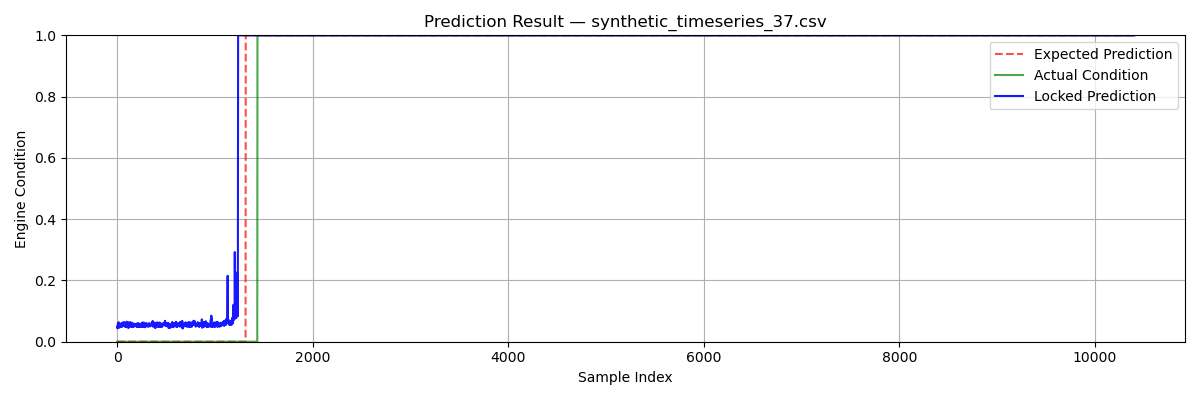 Prediction Result — synthetic_timeseries_37.csv
1.0
0.8
0.6
0.4
0.2
0.0
Engine Condition
Expected Prediction
Actual Condition
Locked Prediction
0 2000 4000 6000 8000 10000
Sample Index